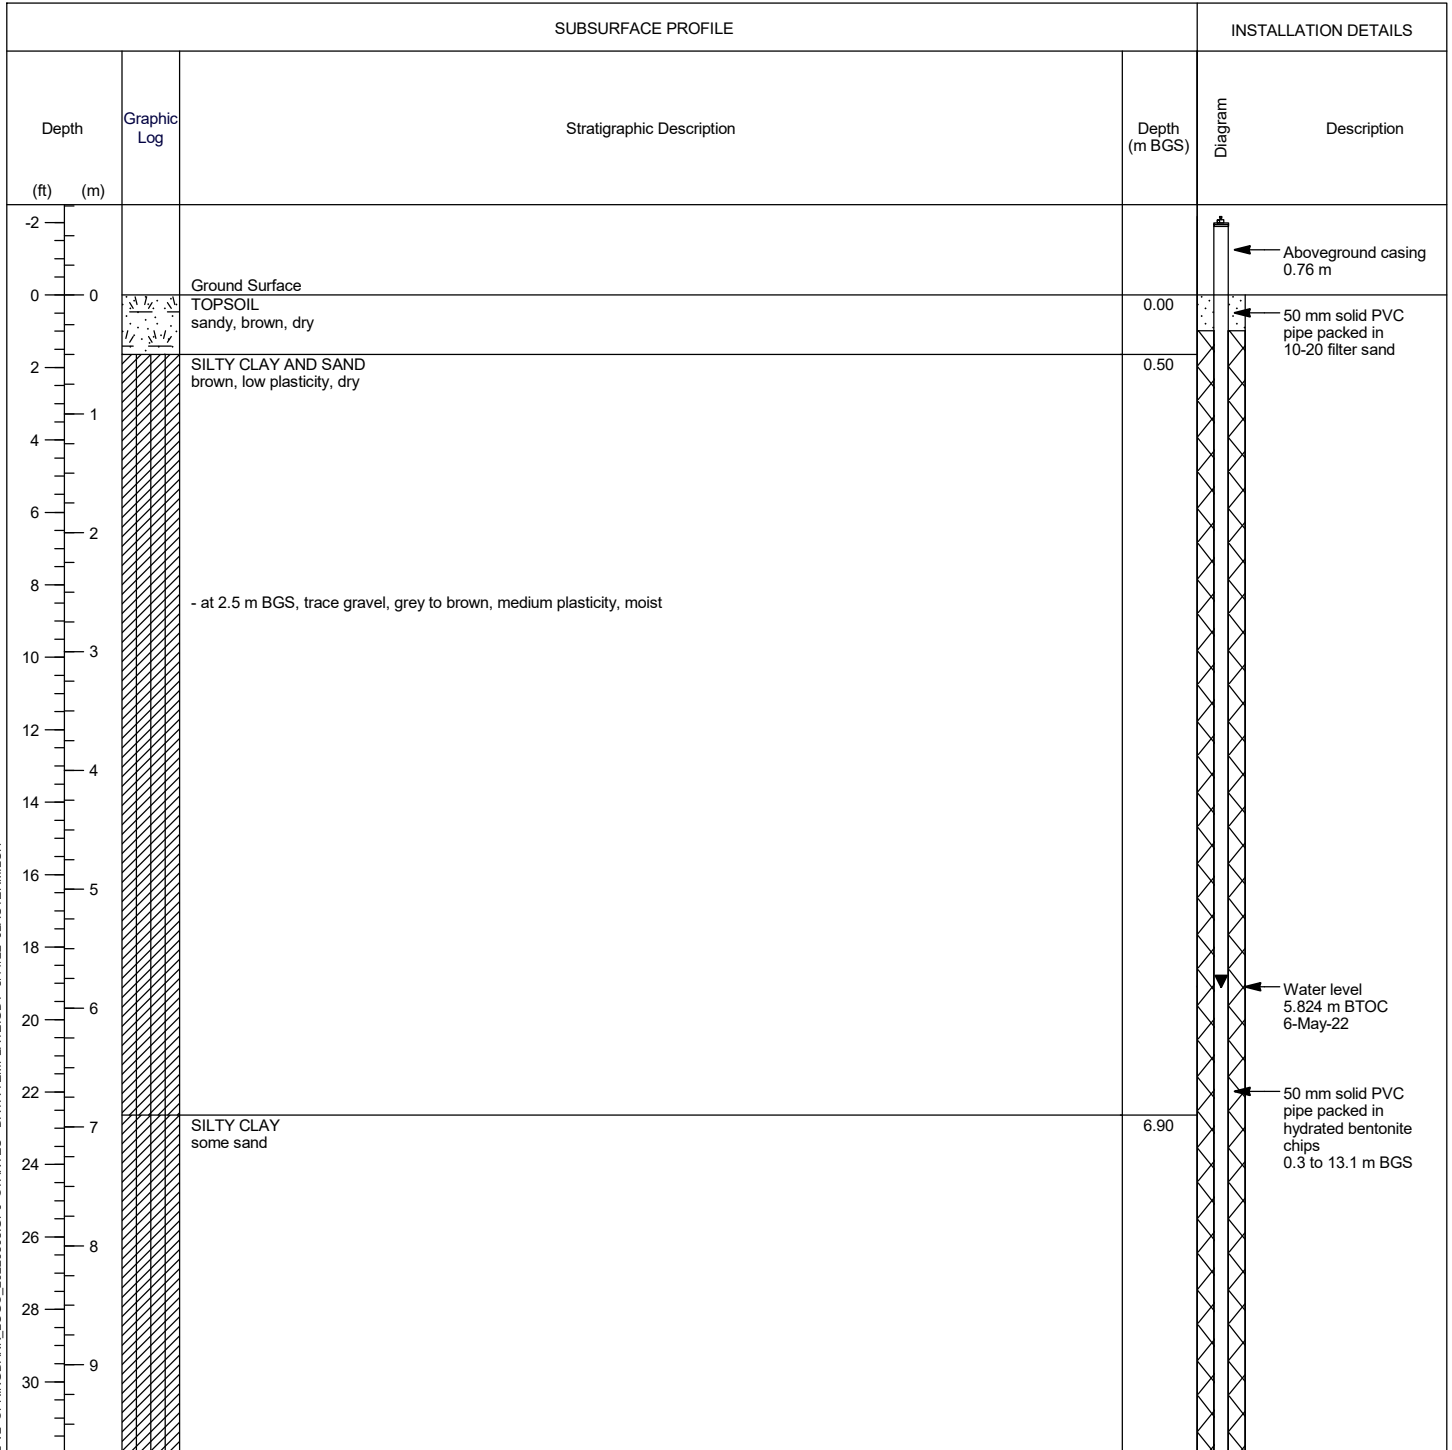 SUBSURFACE PROFILE
INSTALLATION DETAILS
Depth
Graphic
Log
Stratigraphic Description
Depth
(m BGS)
Diagram
Description
(ft) (m)
-2
Aboveground casing
0.76 m
Ground Surface
0 0
TOPSOIL
sandy, brown, dry
0.00
50 mm solid PVC
pipe packed in
10-20 filter sand
2
SILTY CLAY AND SAND
brown, low plasticity, dry
0.50
1
4
6
2
8
- at 2.5 m BGS, trace gravel, grey to brown, medium plasticity, moist
10
3
12
4
14
16
5
18
Water level
5.824 m BTOC
6-May-22
6
20
22
50 mm solid PVC
pipe packed in
hydrated bentonite
chips
0.3 to 13.1 m BGS
7
SILTY CLAY
some sand
6.90
24
26
8
28
9
30